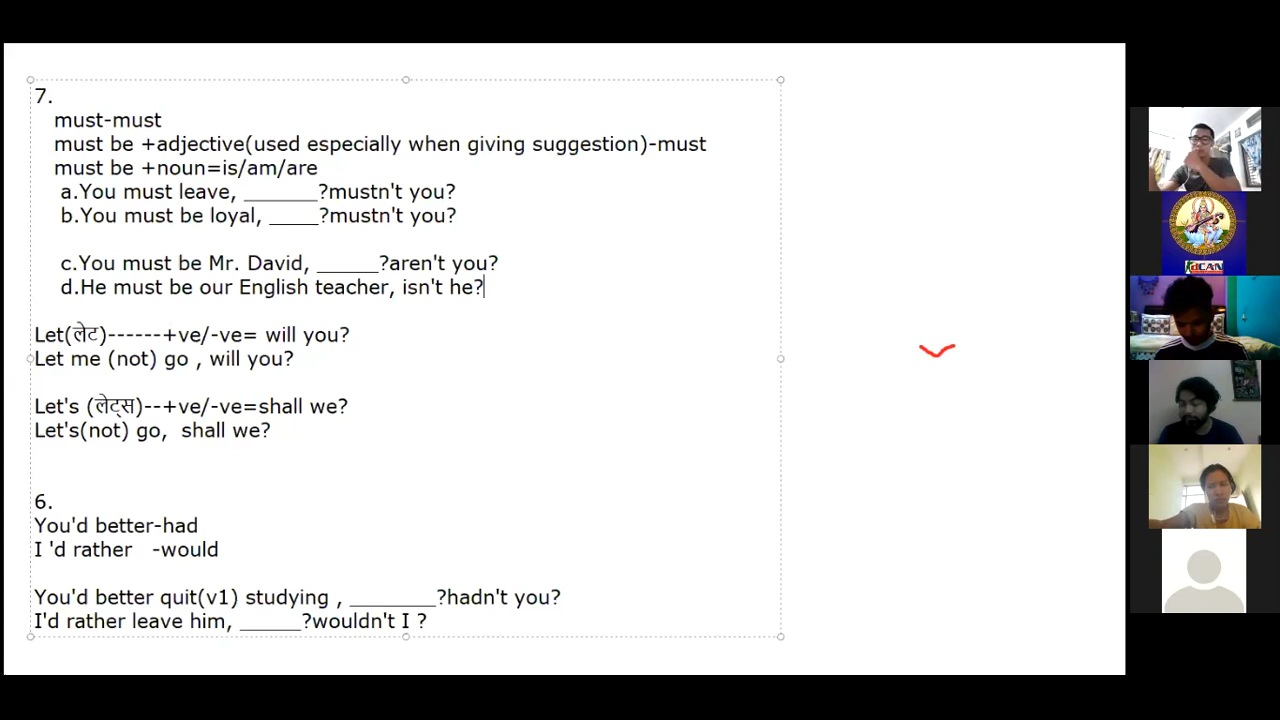 7.
must-must
must be +adjective(used especially when giving suggestion)-must
must be +noun=is/am/are
a.You must leave, _______?mustn't you?
b.You must be loyal, _____?mustn't you?
c.You must be Mr. David, ______?aren't you?
d.He must be our English teacher, isn't he?
Let(लेट)------+ve/-ve= will you?
Let me (not) go , will you?
Let's (लेट्स)--+ve/-ve=shall we?
Let's(not) go,  shall we?
6.
You'd better-had
I 'd rather   -would
You'd better quit(v1) studying , ________?hadn't you?
I'd rather leave him, ______?wouldn't I ?